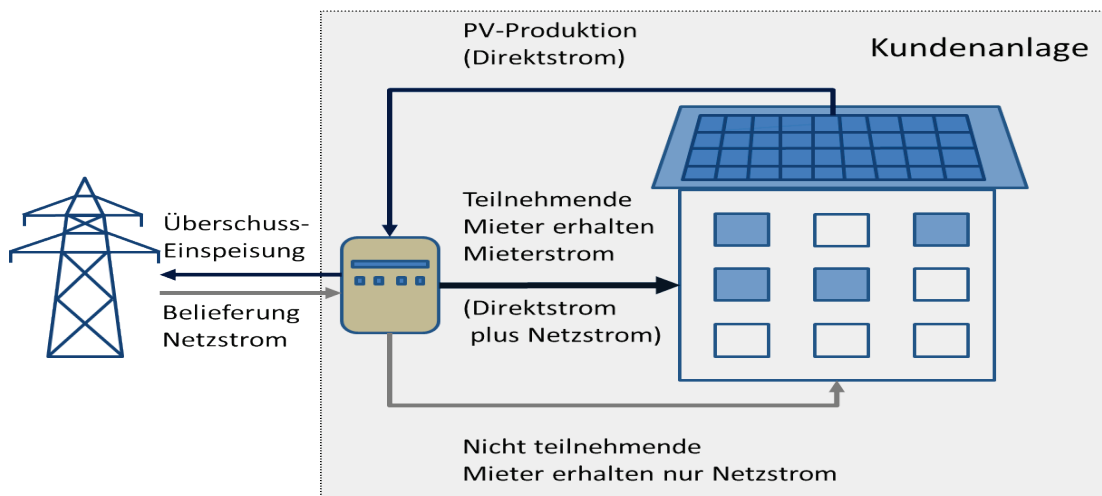 PV-Produktion
(Direktstrom)
Kundenanlage
Teilnehmende
Mieter erhalten
Mieterstrom
Überschuss-
Einspeisung
Belieferung
Netzstrom
(Direktstrom
plus Netzstrom)
Nicht teilnehmende
Mieter erhalten nur Netzstrom